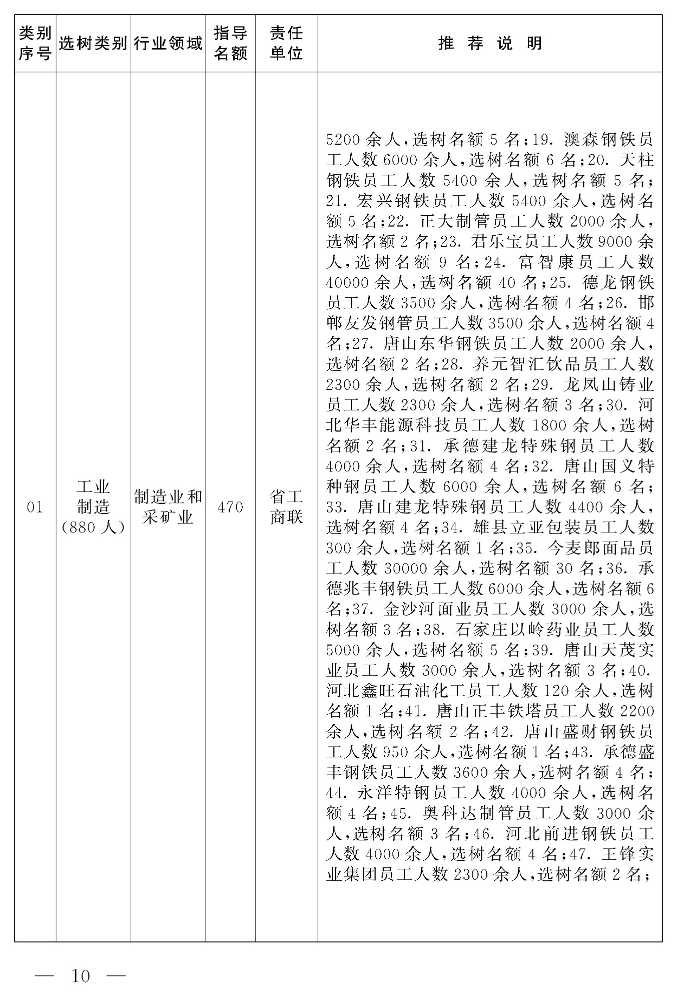 类别
序号
选树类别
行业领域
指导
名额
责任
单位
推荐说明
01
工业
制造
（880人）
制造业和
采矿业
470
省工
商联
5200余人,选树名额5名;19. 澳森钢铁员
工人数6000余人,选树名额6名;20. 天柱
钢铁员工人数5400余人,选树名额5名;
21. 宏兴钢铁员工人数5400余人,选树名
额5名;22. 正大制管员工人数2000余人,
选树名额2名;23. 君乐宝员工人数9000余
人,选树名额9名;24. 富智康员工人数
40000余人,选树名额40名;25. 德龙钢铁
员工人数3500余人,选树名额4名;26. 邯
郸友发钢管员工人数3500余人,选树名额4
名;27. 唐山东华钢铁员工人数2000余人,
选树名额2名;28. 养元智汇饮品员工人数
2300余人,选树名额2名;29. 龙凤山铸业
员工人数2300余人,选树名额3名;30. 河
北华丰能源科技员工人数1800余人,选树
名额2名;31. 承德建龙特殊钢员工人数
4000余人,选树名额4名;32. 唐山国义特
种钢员工人数6000余人,选树名额6名;
33. 唐山建龙特殊钢员工人数4400余人,
选树名额4名;34. 雄县立亚包装员工人数
300余人,选树名额1名;35. 今麦郎面品员
工人数30000余人,选树名额30名;36. 承
德兆丰钢铁员工人数6000余人,选树名额6
名;37. 金沙河面业员工人数3000余人,选
树名额3名;38. 石家庄以岭药业员工人数
5000余人,选树名额5名;39. 唐山天茂实
业员工人数3000余人,选树名额3名;40.
河北鑫旺石油化工员工人数120余人,选树
名额1名;41. 唐山正丰铁塔员工人数2200
余人,选树名额2名;42. 唐山盛财钢铁员
工人数950余人,选树名额1名;43. 承德盛
丰钢铁员工人数3600余人,选树名额4名;
44. 永洋特钢员工人数4000余人,选树名
额4名;45. 奥科达制管员工人数3000余
人,选树名额3名;46. 河北前进钢铁员工
人数4000余人,选树名额4名;47. 王锋实
业集团员工人数2300余人,选树名额2名;
— 10 —